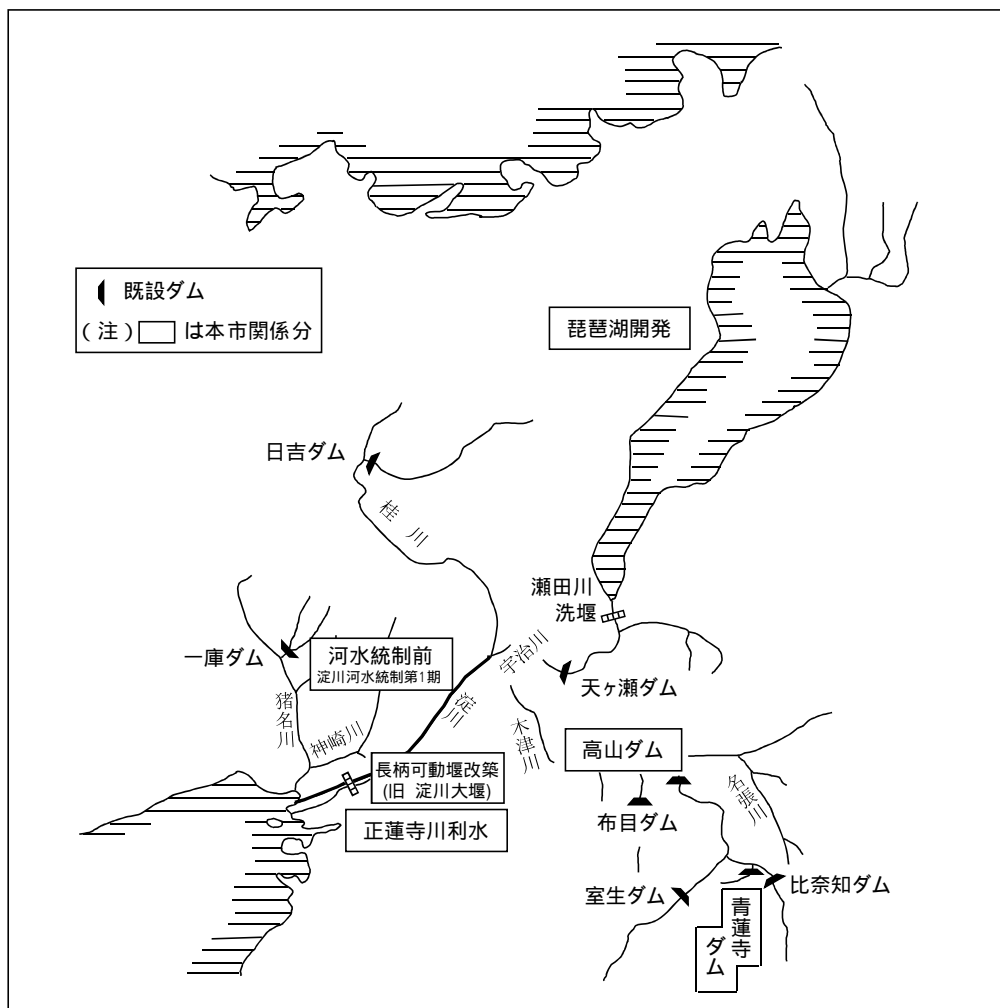 既設ダム
(注) は本市関係分
琵琶湖開発
日吉ダム
桂川
瀬田川
洗堰
宇治川
天ヶ瀬ダム
一庫ダム
河水統制前
淀川河水統制第1期
猪名川
神崎川
淀川
木津川
高山ダム
名張川
長柄可動堰改築
(旧 淀川大堰)
正蓮寺川利水
布目ダム
室生ダム
比奈知ダム
青蓮寺
ダム